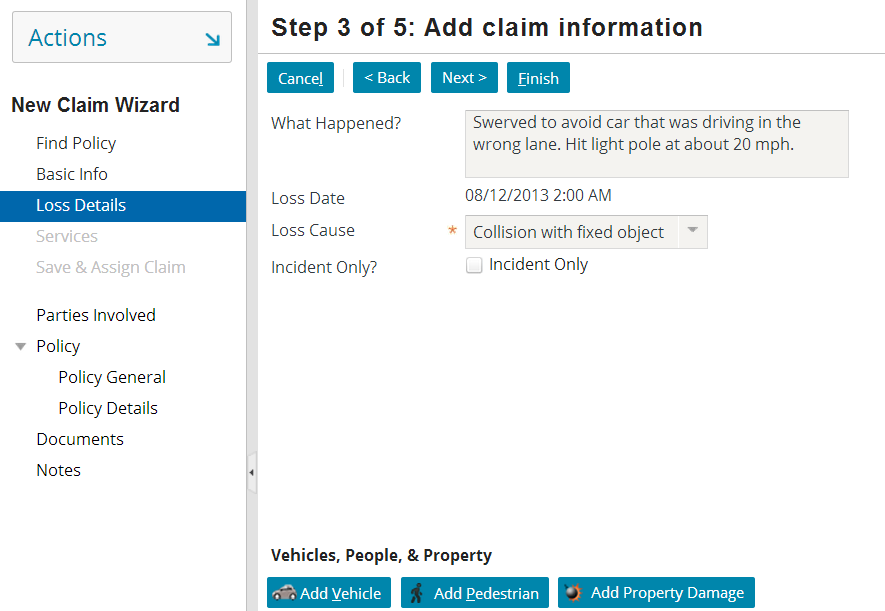 Actions
New Claim Wizard
Find Policy
Basic Info
Loss Details
Services
Save & Assign Claim
Parties Involved
Policy
Policy General
Policy Details
Documents
Notes
Step 3 of 5: Add claim information
Cancel < Back Next > Finish
What Happened?
Swerved to avoid car that was driving in the
wrong lane. Hit light pole at about 20 mph.
Loss Date 08/12/2013 2:00 AM
Loss Cause * Collision with fixed object
Incident Only? Incident Only
Vehicles, People, & Property
Add Vehicle Add Pedestrian Add Property Damage